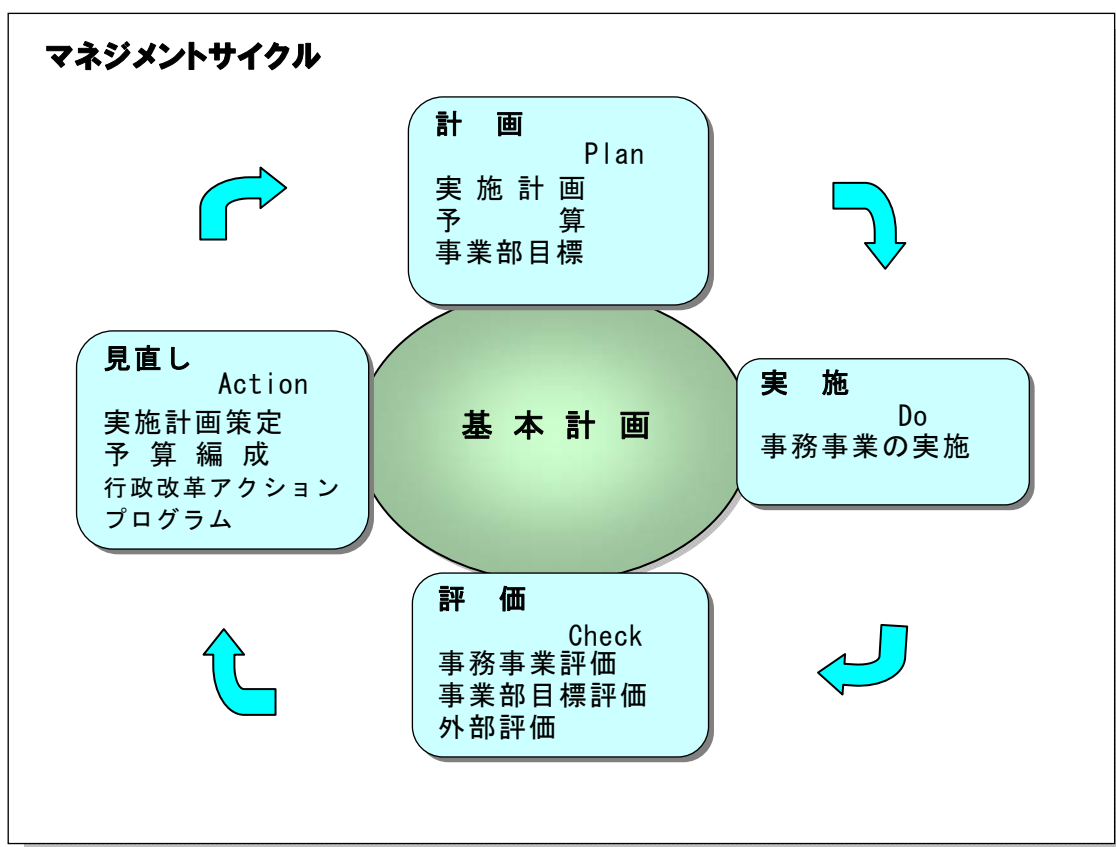 マネジメントサイクル
計　画
Plan
実 施 計 画
予　　　算
事業部目標
見直し
Action
実施計画策定
予 算 編 成
行政改革アクション
プログラム
基 本 計 画
実　施
Do
事務事業の実施
評　価
Check
事務事業評価
事業部目標評価
外部評価